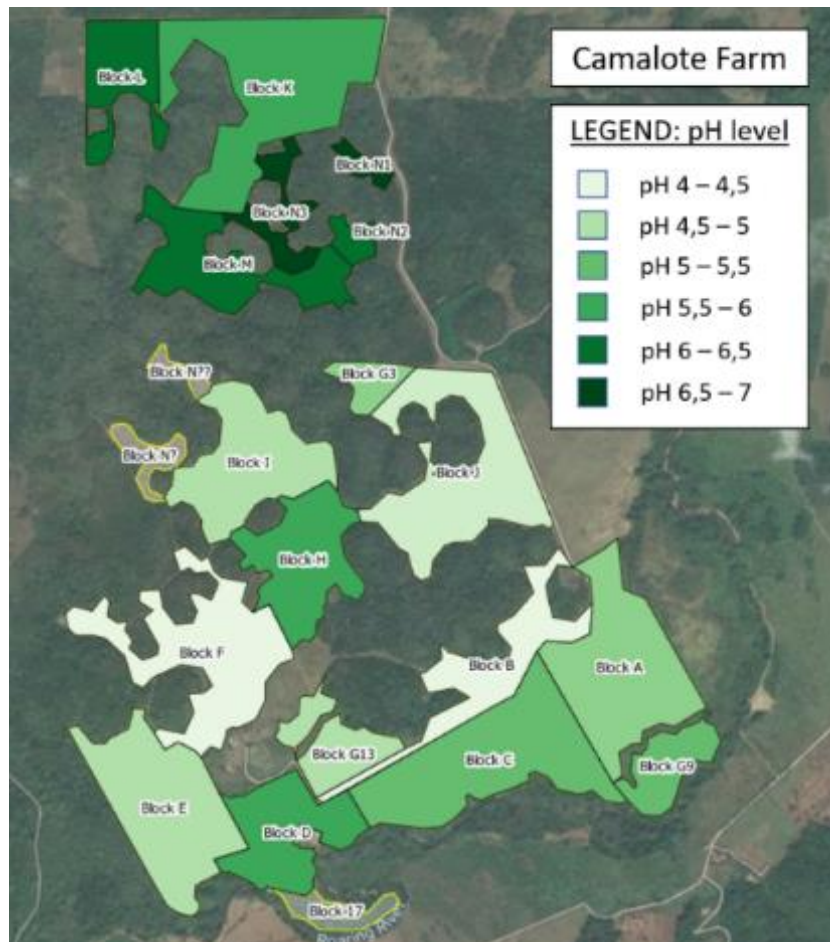 Camalote Farm
LEGEND: pH level
pH 4 – 4,5
pH 4,5 – 5
pH 5 – 5,5
pH 5,5 – 6
pH 6 – 6,5
pH 6,5 – 7
Block-L
Block-K
Block-N1
Block-N3
Block-N2
Block-M
Block N??
Block G3
Block-N?
Block-I
Block-J
Block-H
Block F
Block B
Block A
Block G13
Block C
Block G9
Block E
Block-D
Block-17